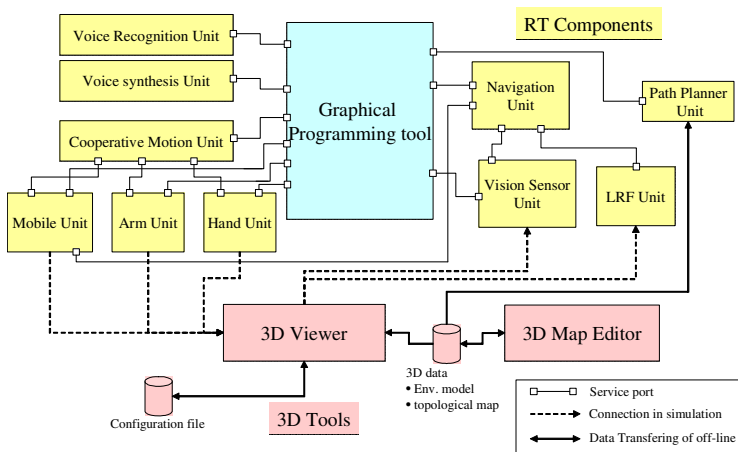 RT Components
Voice Recognition Unit
Voice synthesis Unit
Cooperative Motion Unit
Mobile Unit
Arm Unit
Hand Unit
Graphical
Programming tool
Navigation
Unit
Path Planner
Unit
Vision Sensor
Unit
LRF Unit
3D Viewer
3D Map Editor
3D data
• Env. model
• topological map
Configuration file
3D Tools
Service port
Connection in simulation
Data Transfering of off-line